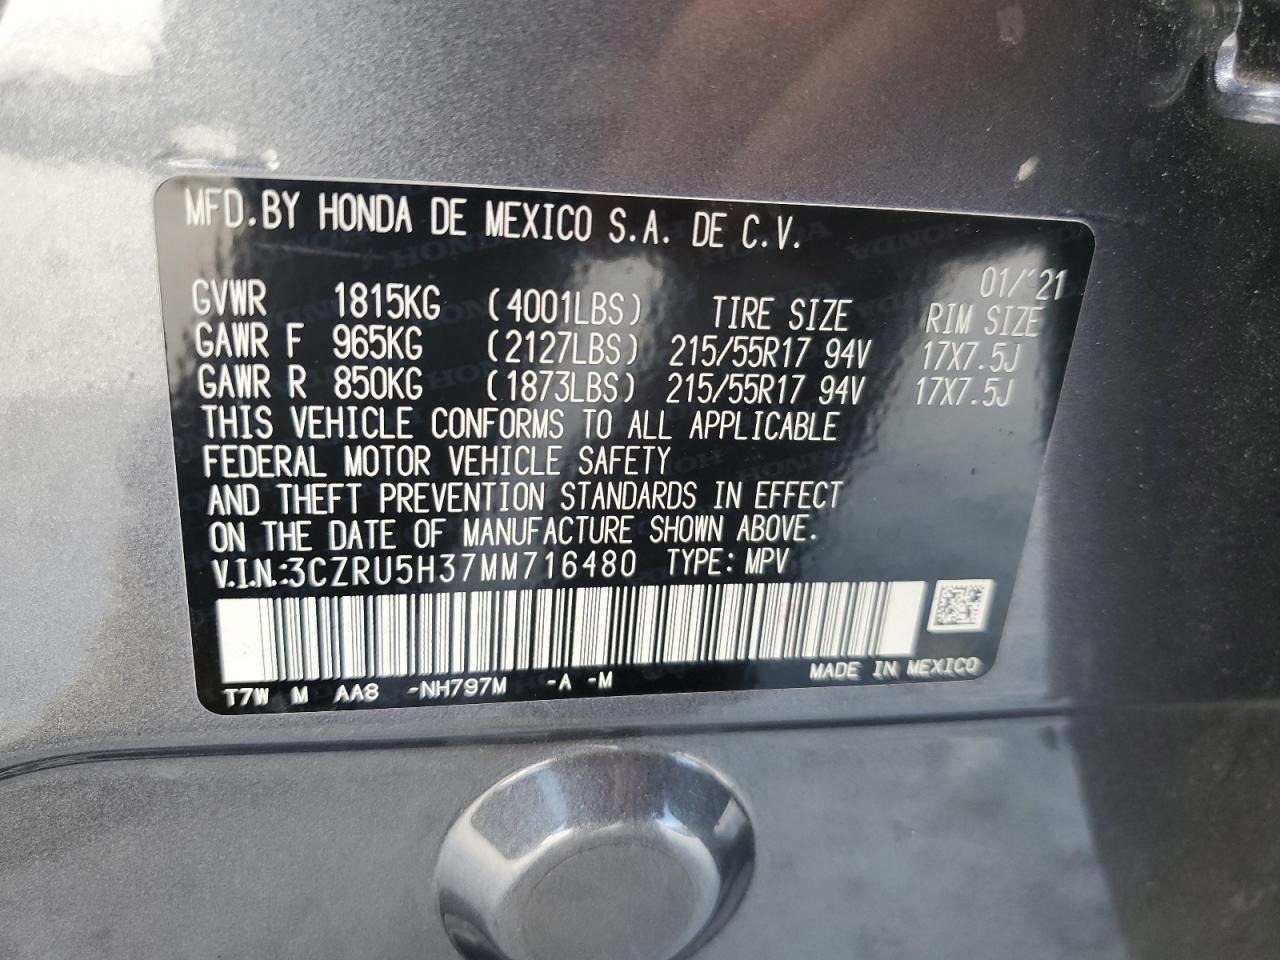 MFD.BY HONDA DE MEXICO S.A. DE C.V.
01/'21
GVWR 1815KG (4001LBS) TIRE SIZE RIM SIZE
GAWR F 965KG (2127LBS) 215/55R17 94V 17X7.5J
GAWR R 850KG (1873LBS) 215/55R17 94V 17X7.5J
THIS VEHICLE CONFORMS TO ALL APPLICABLE
FEDERAL MOTOR VEHICLE SAFETY
AND THEFT PREVENTION STANDARDS IN EFFECT
ON THE DATE OF MANUFACTURE SHOWN ABOVE.
V.I.N.:3CZRU5H37MM716480 TYPE: MPV
T7W M AA8 -NH797M -A -M MADE IN MEXICO